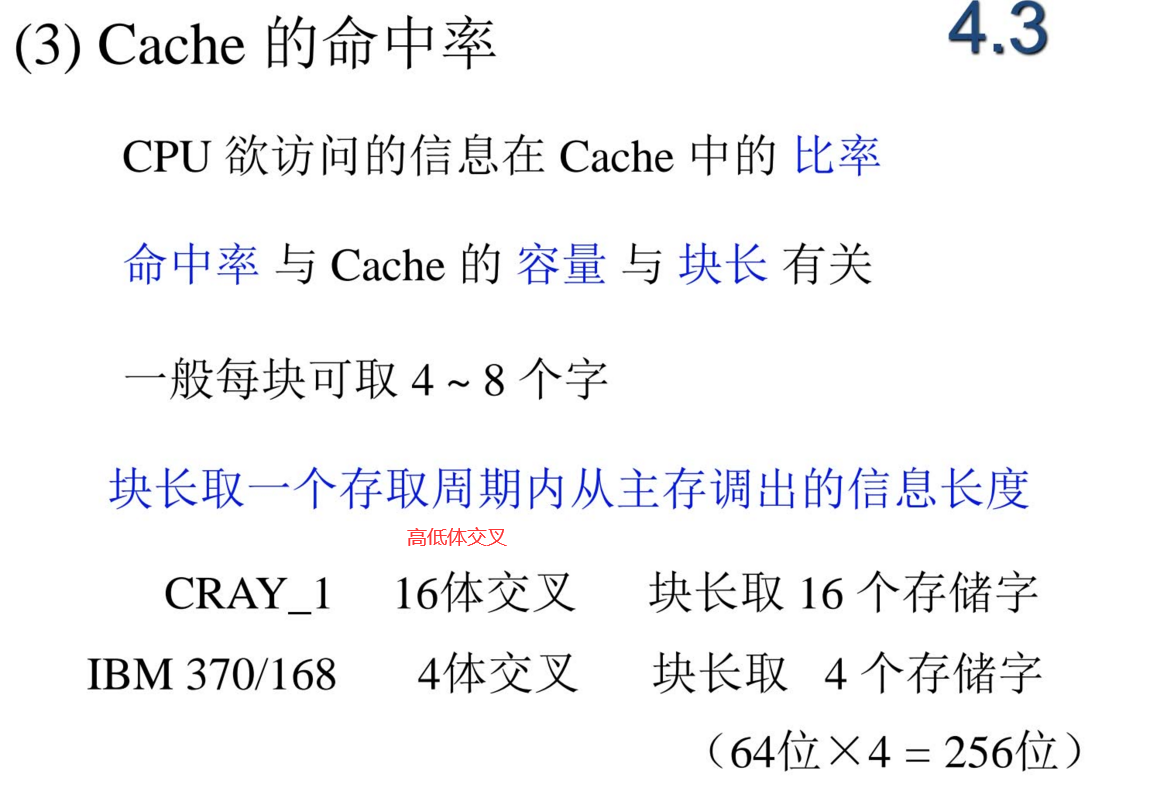 (3) Cache 的命中率
4.3
CPU 欲访问的信息在 Cache 中的 比率
命中率 与 Cache 的 容量 与 块长 有关
一般每块可取 4 ~ 8 个字
块长取一个存取周期内从主存调出的信息长度
高低体交叉
CRAY_1 16体交叉 块长取 16 个存储字
IBM 370/168 4体交叉 块长取 4 个存储字
（64位×4 = 256位）